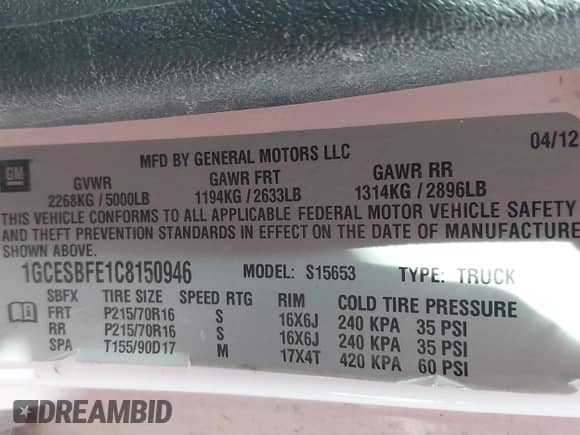 GM
MFD BY GENERAL MOTORS LLC
04/12
GVWR GAWR FRT GAWR RR
2268KG / 5000LB 1194KG / 2633LB 1314KG / 2896LB
THIS VEHICLE CONFORMS TO ALL APPLICABLE FEDERAL MOTOR VEHICLE SAFETY
AND THEFT PREVENTION STANDARDS IN EFFECT ON THE DATE OF MANUFACTURE
SHOWN ABOVE.
1GCESBFE1C8150946 MODEL: S15653 TYPE: TRUCK
SBFX TIRE SIZE SPEED RTG RIM COLD TIRE PRESSURE
FRT P215/70R16 S 16X6J 240 KPA 35 PSI
RR P215/70R16 S 16X6J 240 KPA 35 PSI
SPA T155/90D17 M 17X4T 420 KPA 60 PSI
DREAMBID